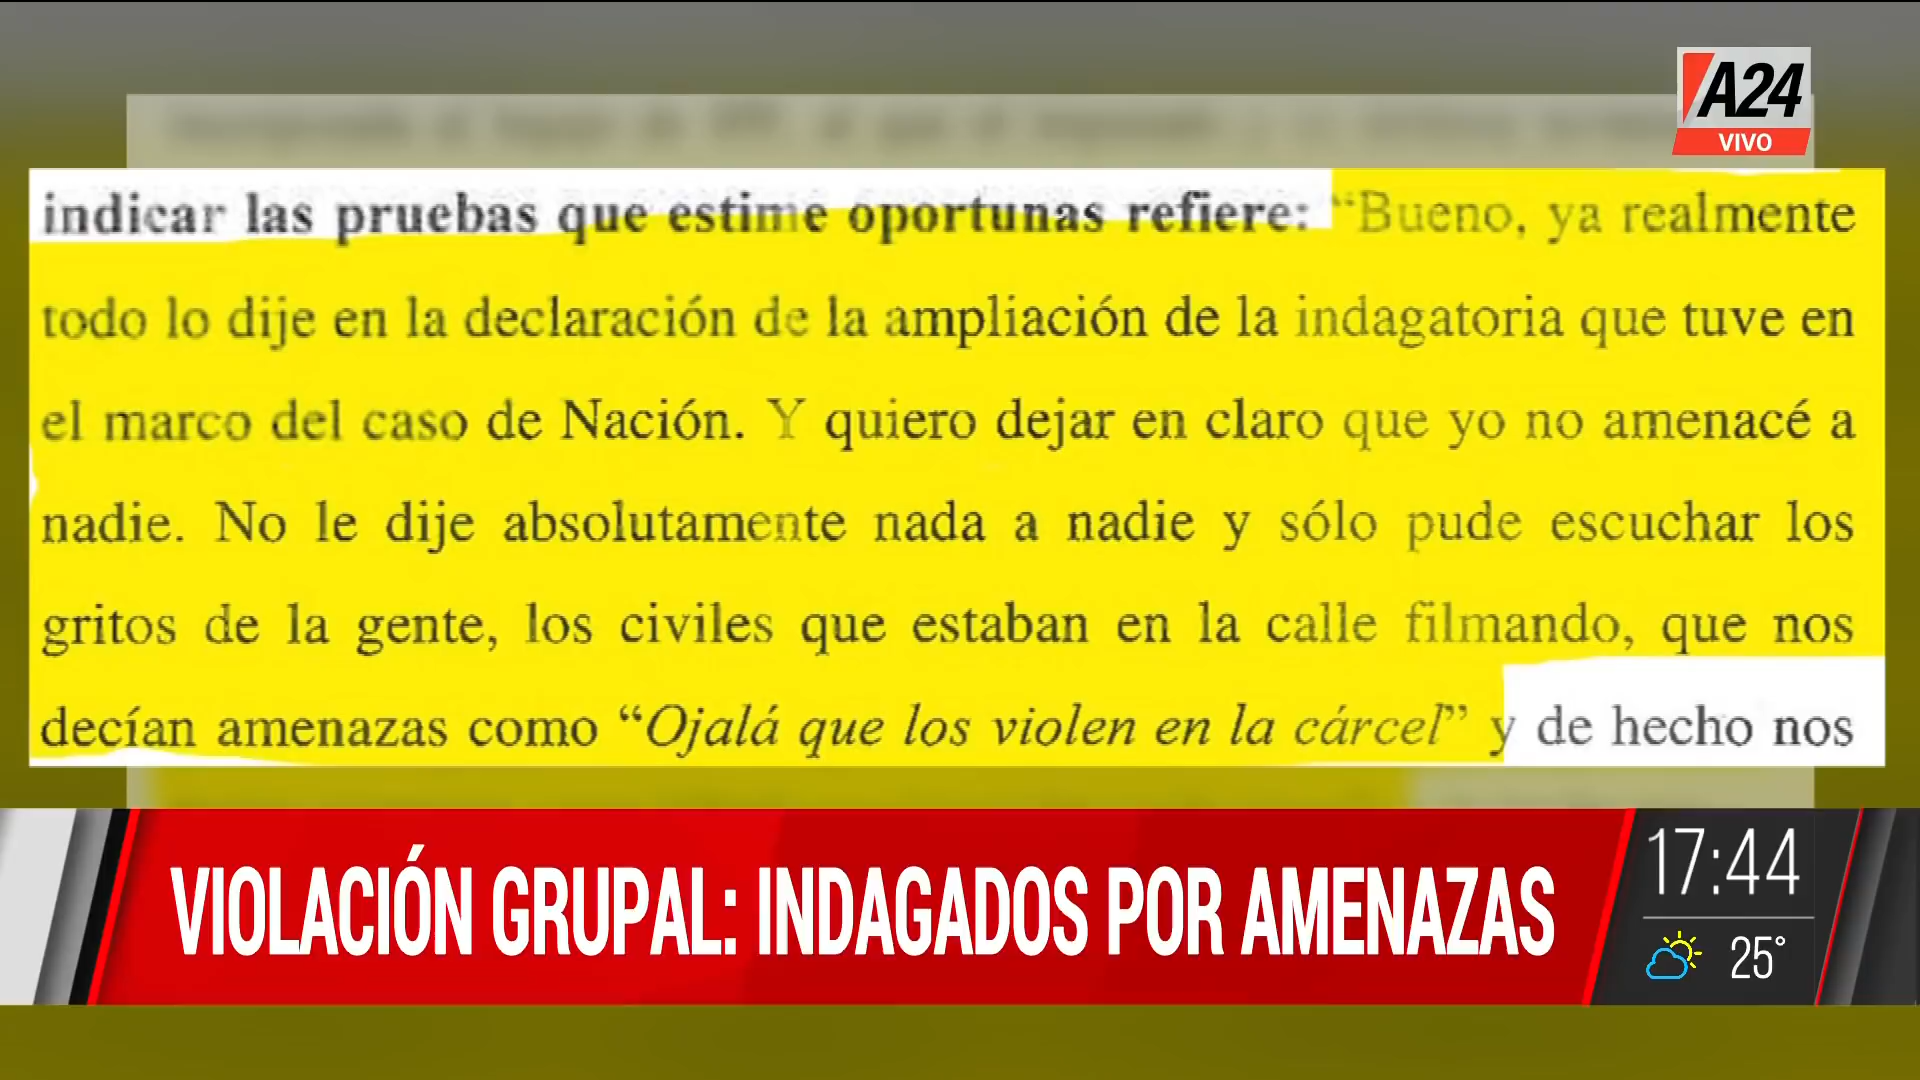 A24
VIVO
indicar las pruebas que estime oportunas refiere: “Bueno, ya realmente
todo lo dije en la declaración de la ampliación de la indagatoria que tuve en
el marco del caso de Nación. Y quiero dejar en claro que yo no amenacé a
nadie. No le dije absolutamente nada a nadie y sólo pude escuchar los
gritos de la gente, los civiles que estaban en la calle filmando, que nos
decían amenazas como “Ojalá que los violen en la cárcel” y de hecho nos
VIOLACIÓN GRUPAL: INDAGADOS POR AMENAZAS
17:44
25°